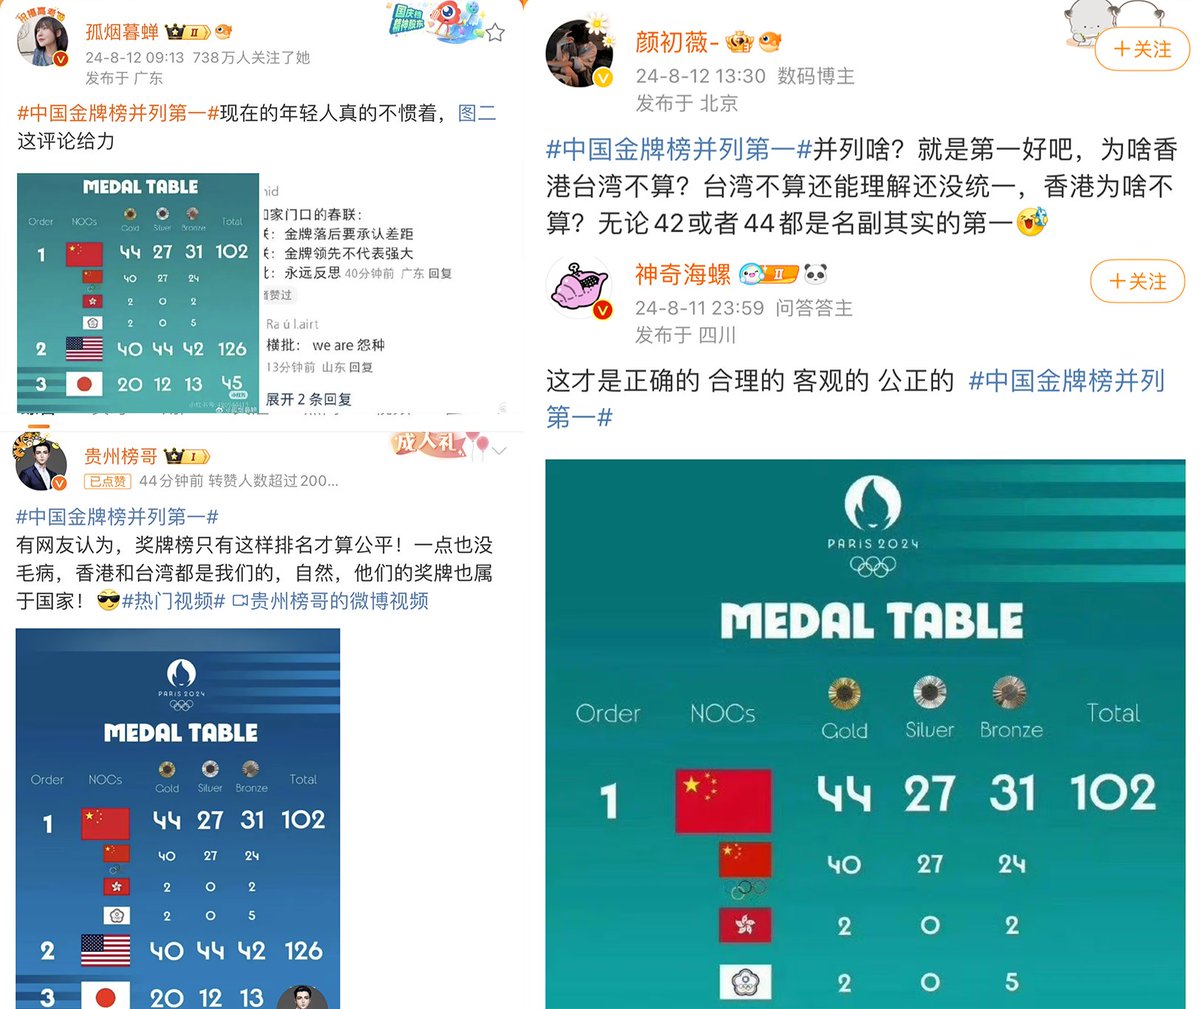 孤烟暮蝉
24-8-12 09:13 738万人关注了她
发布于 广东
国庆档
#中国金牌榜并列第一#现在的年轻人真的不惯着，图二
这评论给力
MEDAL TABLE
Order NOCs Gold Silver Bronze Total
1 44 27 31 102
40 27 24
2 0 2
2 0 5
2 40 44 42 126
3 20 12 13 45
和家门口的春联：
金牌落后要承认差距
金牌领先不代表强大
永远反思 40分钟前 广东 回复
赞过
Ra ú l.airt
横批： we are 怨种
13分钟前 山东 回复
展开 2 条回复
贵州榜哥
成人礼
已点赞 44分钟前 转赞人数超过200...
#中国金牌榜并列第一#
有网友认为，奖牌榜只有这样排名才算公平！一点也没
毛病，香港和台湾都是我们的，自然，他们的奖牌也属
于国家！#热门视频# 贵州榜哥的微博视频
PARIS 2024
MEDAL TABLE
Order NOCs Gold Silver Bronze Total
1 44 27 31 102
40 27 24
2 0 2
2 0 5
2 40 44 42 126
3 20 12 13
颜初薇-
24-8-12 13:30 数码博主
发布于 北京
+关注
#中国金牌榜并列第一#并列啥？就是第一好吧，为啥香
港台湾不算？台湾不算还能理解还没统一，香港为啥不
算？无论42或者44都是名副其实的第一
神奇海螺
24-8-11 23:59 问答答主
发布于 四川
+关注
这才是正确的 合理的 客观的 公正的 #中国金牌榜并列
第一#
PARIS 2024
MEDAL TABLE
Order NOCs Gold Silver Bronze Total
1 44 27 31 102
40 27 24
2 0 2
2 0 5